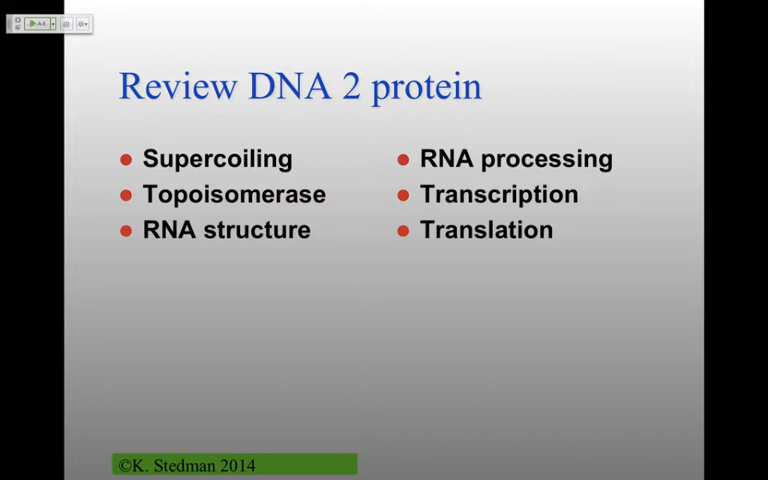 Review DNA 2 protein
Supercoiling
Topoisomerase
RNA structure
RNA processing
Transcription
Translation
©K. Stedman 2014